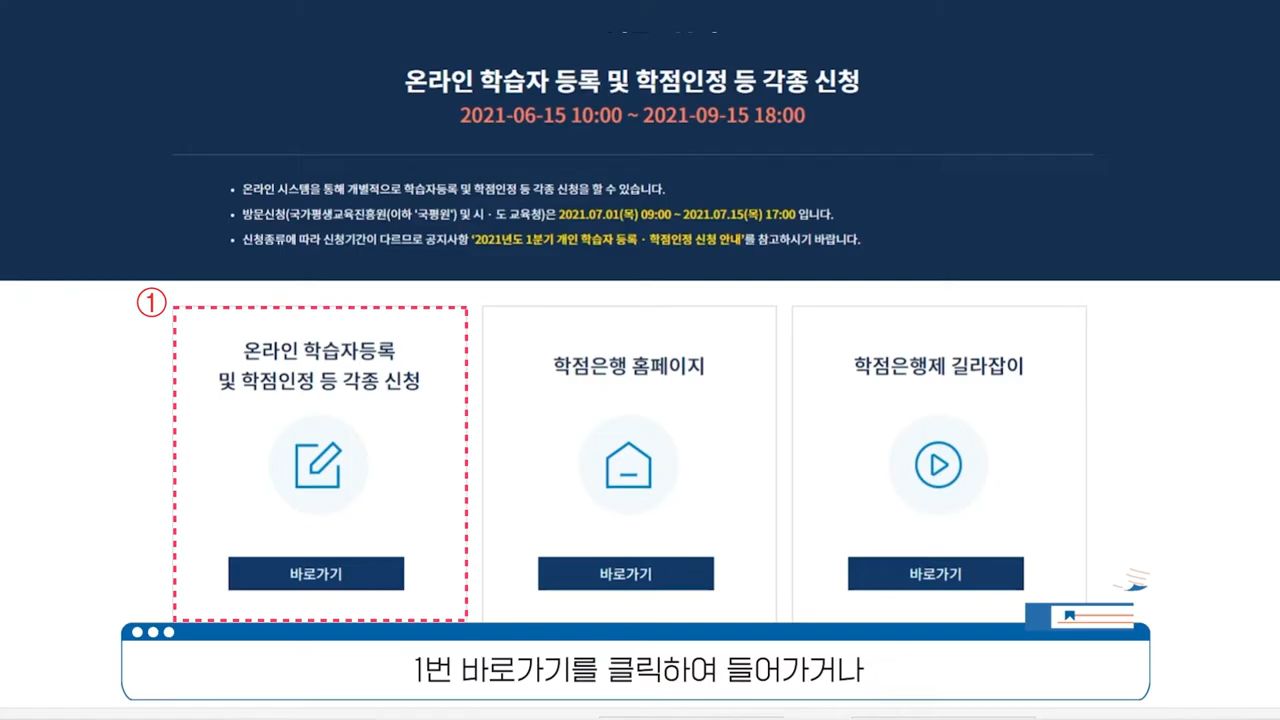 온라인 학습자 등록 및 학점인정 등 각종 신청
2021-06-15 10:00 ~ 2021-09-15 18:00
• 온라인 시스템을 통해 개별적으로 학습자등록 및 학점인정 등 각종 신청을 할 수 있습니다.
• 방문신청(국가평생교육진흥원(이하 '국평원') 및 시 · 도 교육청)은 2021.07.01(목) 09:00 ~ 2021.07.15(목) 17:00 입니다.
• 신청종류에 따라 신청기간이 다르므로 공지사항 '2021년도 1분기 개인 학습자 등록 · 학점인정 신청 안내'를 참고하시기 바랍니다.
①
온라인 학습자등록
및 학점인정 등 각종 신청
바로가기
학점은행 홈페이지
바로가기
학점은행제 길라잡이
바로가기
1번 바로가기를 클릭하여 들어가거나